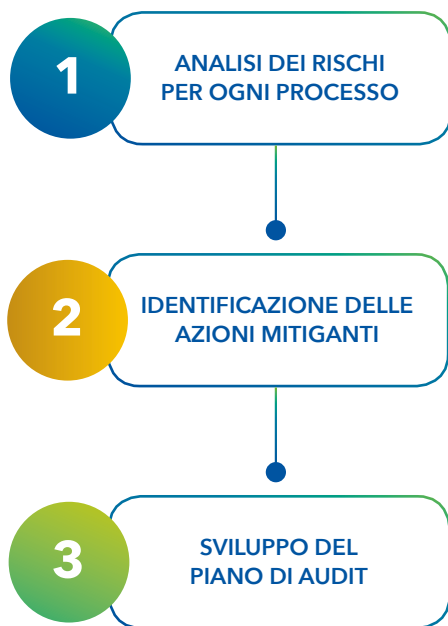 1
ANALISI DEI RISCHI
PER OGNI PROCESSO
2
IDENTIFICAZIONE DELLE
AZIONI MITIGANTI
3
SVILUPPO DEL
PIANO DI AUDIT